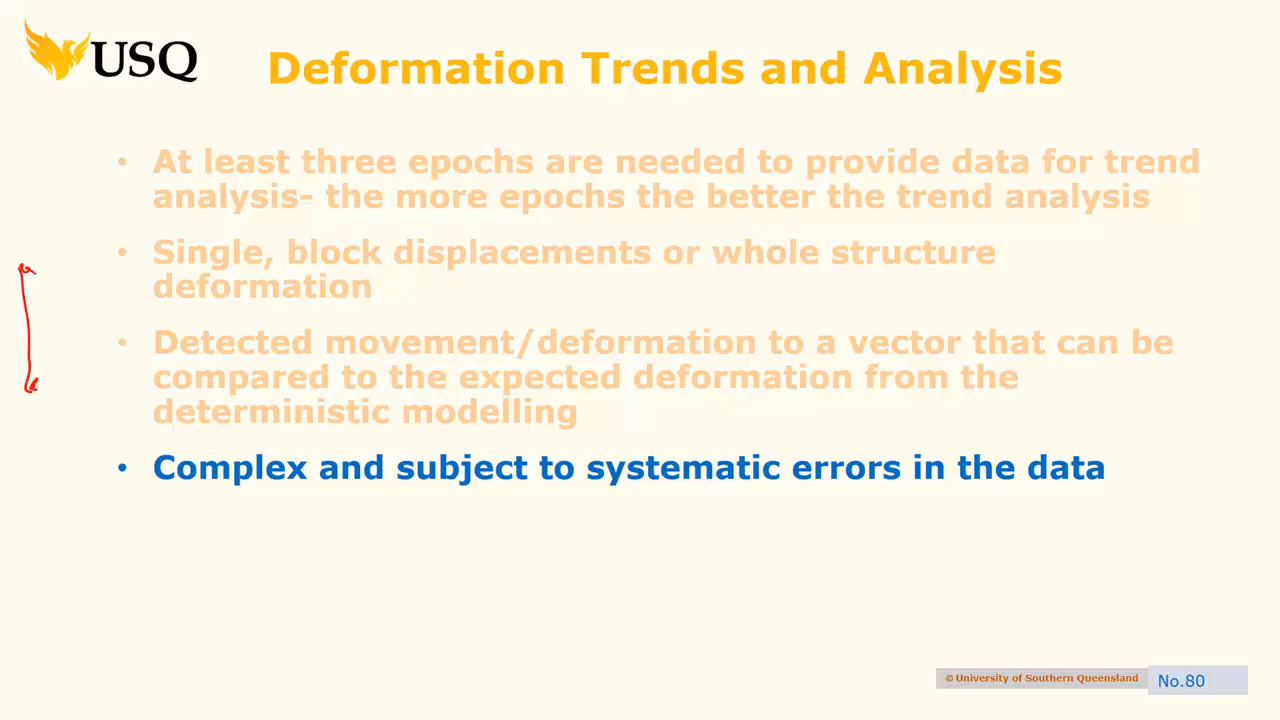 USQ
Deformation Trends and Analysis
• At least three epochs are needed to provide data for trend
analysis- the more epochs the better the trend analysis
• Single, block displacements or whole structure
deformation
• Detected movement/deformation to a vector that can be
compared to the expected deformation from the
deterministic modelling
• Complex and subject to systematic errors in the data
© University of Southern Queensland
No.80